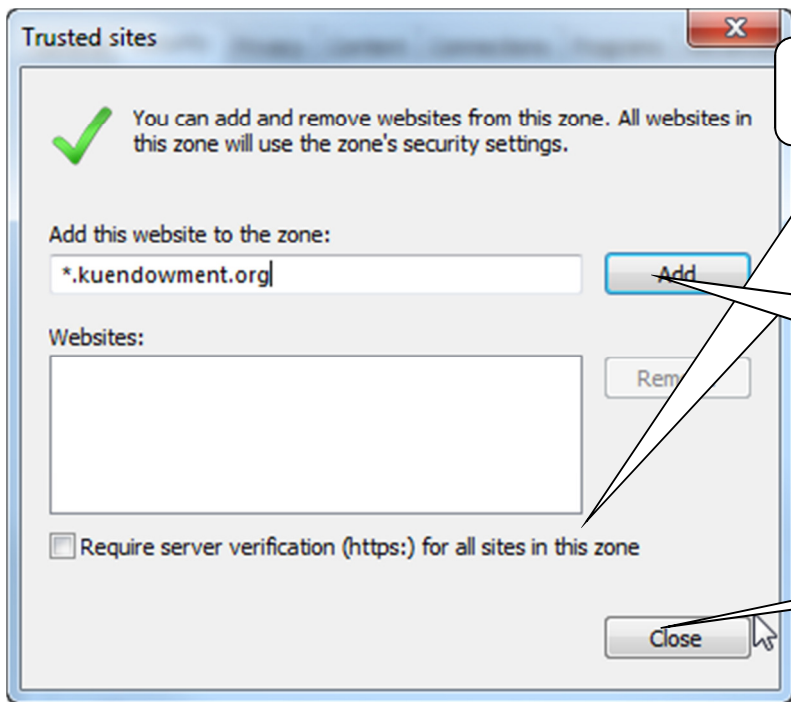 Trusted sites
You can add and remove websites from this zone. All websites in
this zone will use the zone's security settings.
Add this website to the zone:
*.kuendowment.org
Add
Websites:
Require server verification (https:) for all sites in this zone
Close